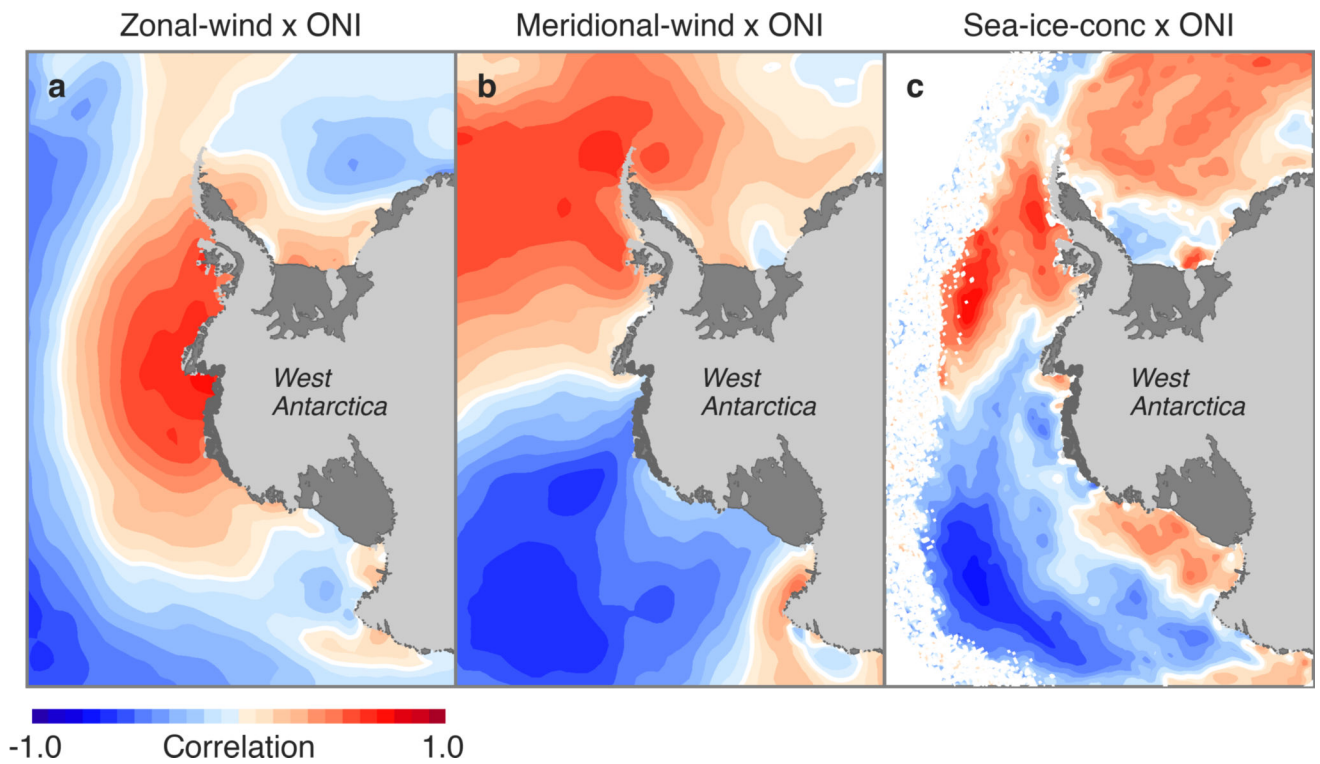 Zonal-wind x ONI
Meridional-wind x ONI
Sea-ice-conc x ONI
a
b
c
West
Antarctica
West
Antarctica
West
Antarctica
-1.0
Correlation
1.0